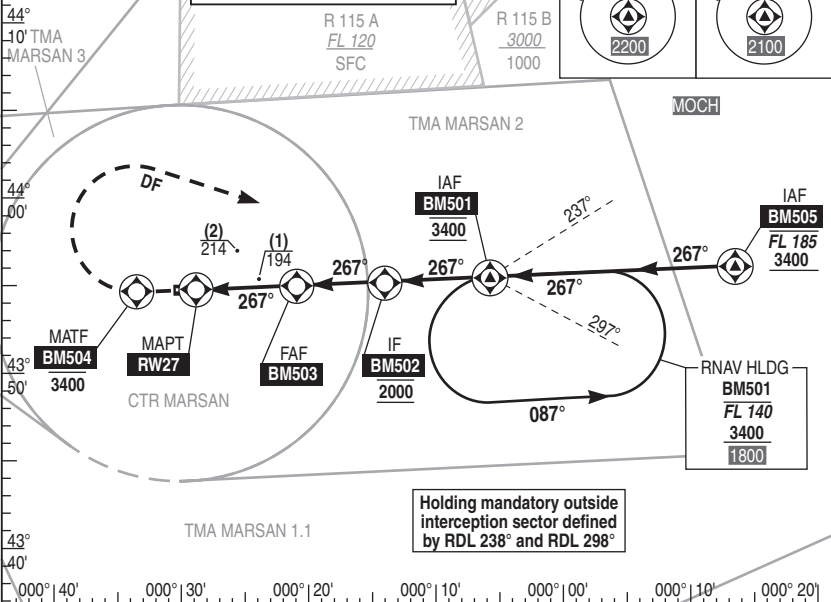 44°
10'
TMA
MARSAN 3
R 115 A
FL 120
SFC
R 115 B
3000
1000
2200
2100
MOCH
TMA MARSAN 2
44°
00'
DF
(2)
214
(1)
194
IAF
BM501
3400
237°
IAF
BM505
FL 185
3400
267°
267°
267°
267°
267°
297°
MATF
BM504
3400
MAPT
RW27
FAF
BM503
IF
BM502
2000
43°
50'
CTR MARSAN
087°
RNAV HLDG
BM501
FL 140
3400
1800
Holding mandatory outside
interception sector defined
by RDL 238° and RDL 298°
TMA MARSAN 1.1
43°
40'
000° 40' 000° 30' 000° 20' 000° 10' 000° 00' 000° 10' 000° 20'